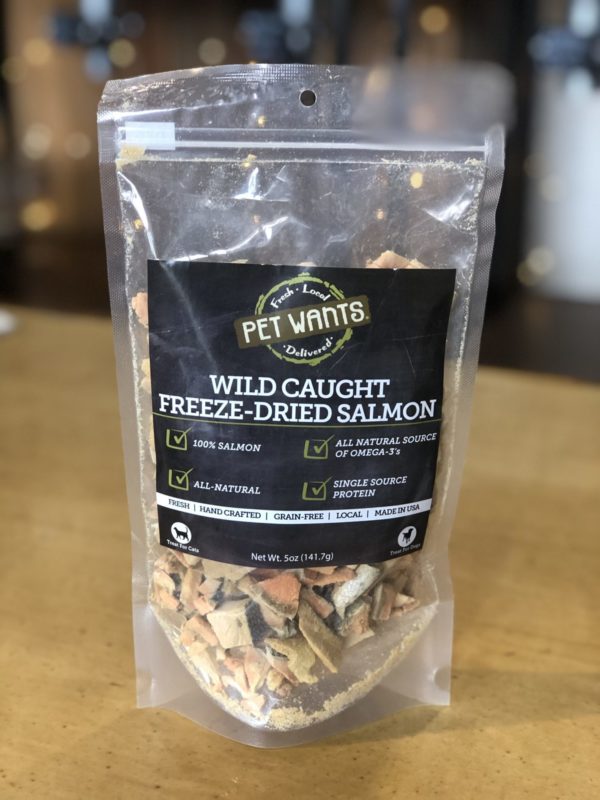 Fresh · Local
PET WANTS.
· Delivered ·
WILD CAUGHT
FREEZE-DRIED SALMON
100% SALMON
ALL NATURAL SOURCE
OF OMEGA-3's
ALL-NATURAL
SINGLE SOURCE
PROTEIN
FRESH | HAND CRAFTED | GRAIN-FREE | LOCAL | MADE IN USA
Treat For Cats
Treat For Dogs
Net Wt. 5oz (141.7g)